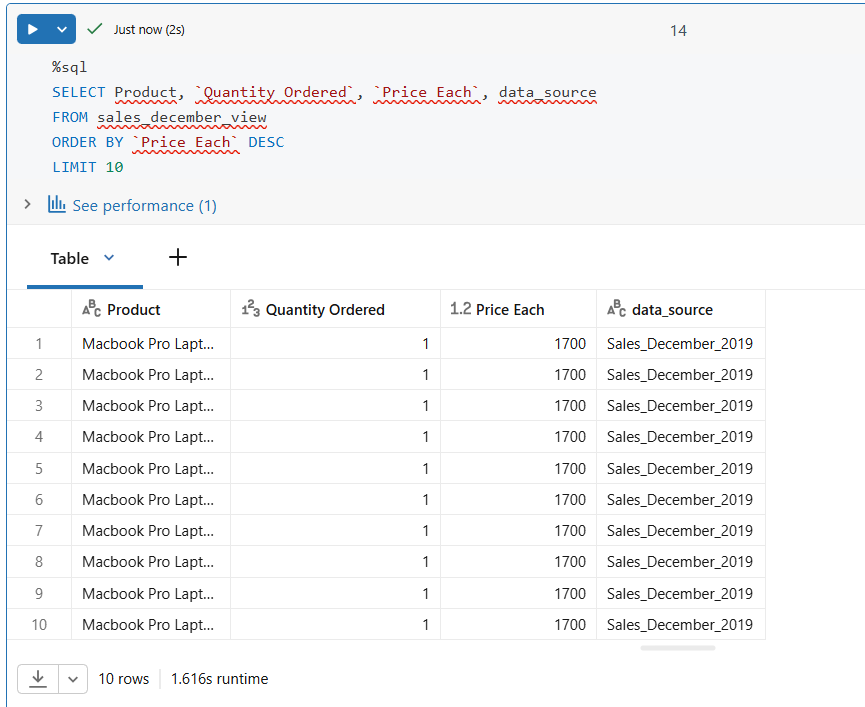 Just now (2s)
14
%sql
SELECT Product, `Quantity Ordered`, `Price Each`, data_source
FROM sales_december_view
ORDER BY `Price Each` DESC
LIMIT 10
See performance (1)
Table
Product Quantity Ordered 1.2 Price Each data_source
1 Macbook Pro Lapt... 1 1700 Sales_December_2019
2 Macbook Pro Lapt... 1 1700 Sales_December_2019
3 Macbook Pro Lapt... 1 1700 Sales_December_2019
4 Macbook Pro Lapt... 1 1700 Sales_December_2019
5 Macbook Pro Lapt... 1 1700 Sales_December_2019
6 Macbook Pro Lapt... 1 1700 Sales_December_2019
7 Macbook Pro Lapt... 1 1700 Sales_December_2019
8 Macbook Pro Lapt... 1 1700 Sales_December_2019
9 Macbook Pro Lapt... 1 1700 Sales_December_2019
10 Macbook Pro Lapt... 1 1700 Sales_December_2019
10 rows 1.616s runtime